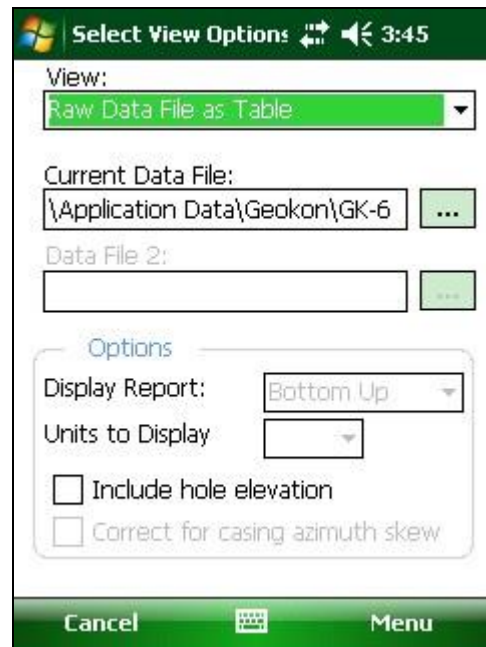 Select View Options 3:45
View:
Raw Data File as Table
Current Data File:
\Application Data\Geokon\GK-6 ...
Data File 2:
...
Options
Display Report: Bottom Up
Units to Display
Include hole elevation
Correct for casing azimuth skew
Cancel Menu